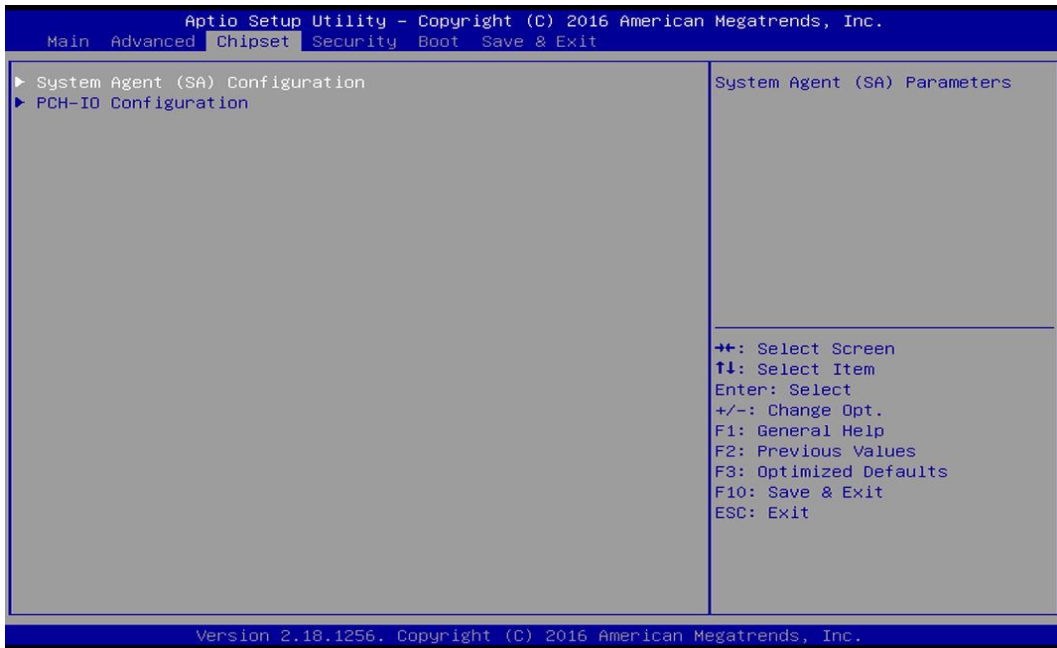 Aptio Setup Utility – Copyright (C) 2016 American Megatrends, Inc.
Main Advanced Chipset Security Boot Save & Exit
▶ System Agent (SA) Configuration
▶ PCH-IO Configuration
System Agent (SA) Parameters
→←: Select Screen
↑↓: Select Item
Enter: Select
+/-: Change Opt.
F1: General Help
F2: Previous Values
F3: Optimized Defaults
F10: Save & Exit
ESC: Exit
Version 2.18.1256. Copyright (C) 2016 American Megatrends, Inc.